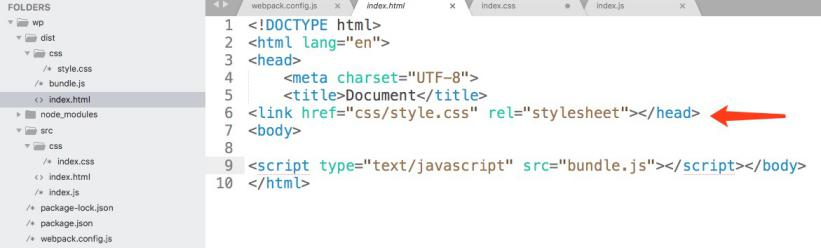 FOLDERS
wp
dist
css
/* style.css
/* bundle.js
<> index.html
node_modules
src
css
/* index.css
<> index.html
/* index.js
/* package-lock.json
/* package.json
/* webpack.config.js
webpack.config.js × index.html × index.css • index.js ×
1 <!DOCTYPE html>
2 <html lang="en">
3 <head>
4     <meta charset="UTF-8">
5     <title>Document</title>
6 <link href="css/style.css" rel="stylesheet"></head>
7 <body>
8
9 <script type="text/javascript" src="bundle.js"></script></body>
10 </html>